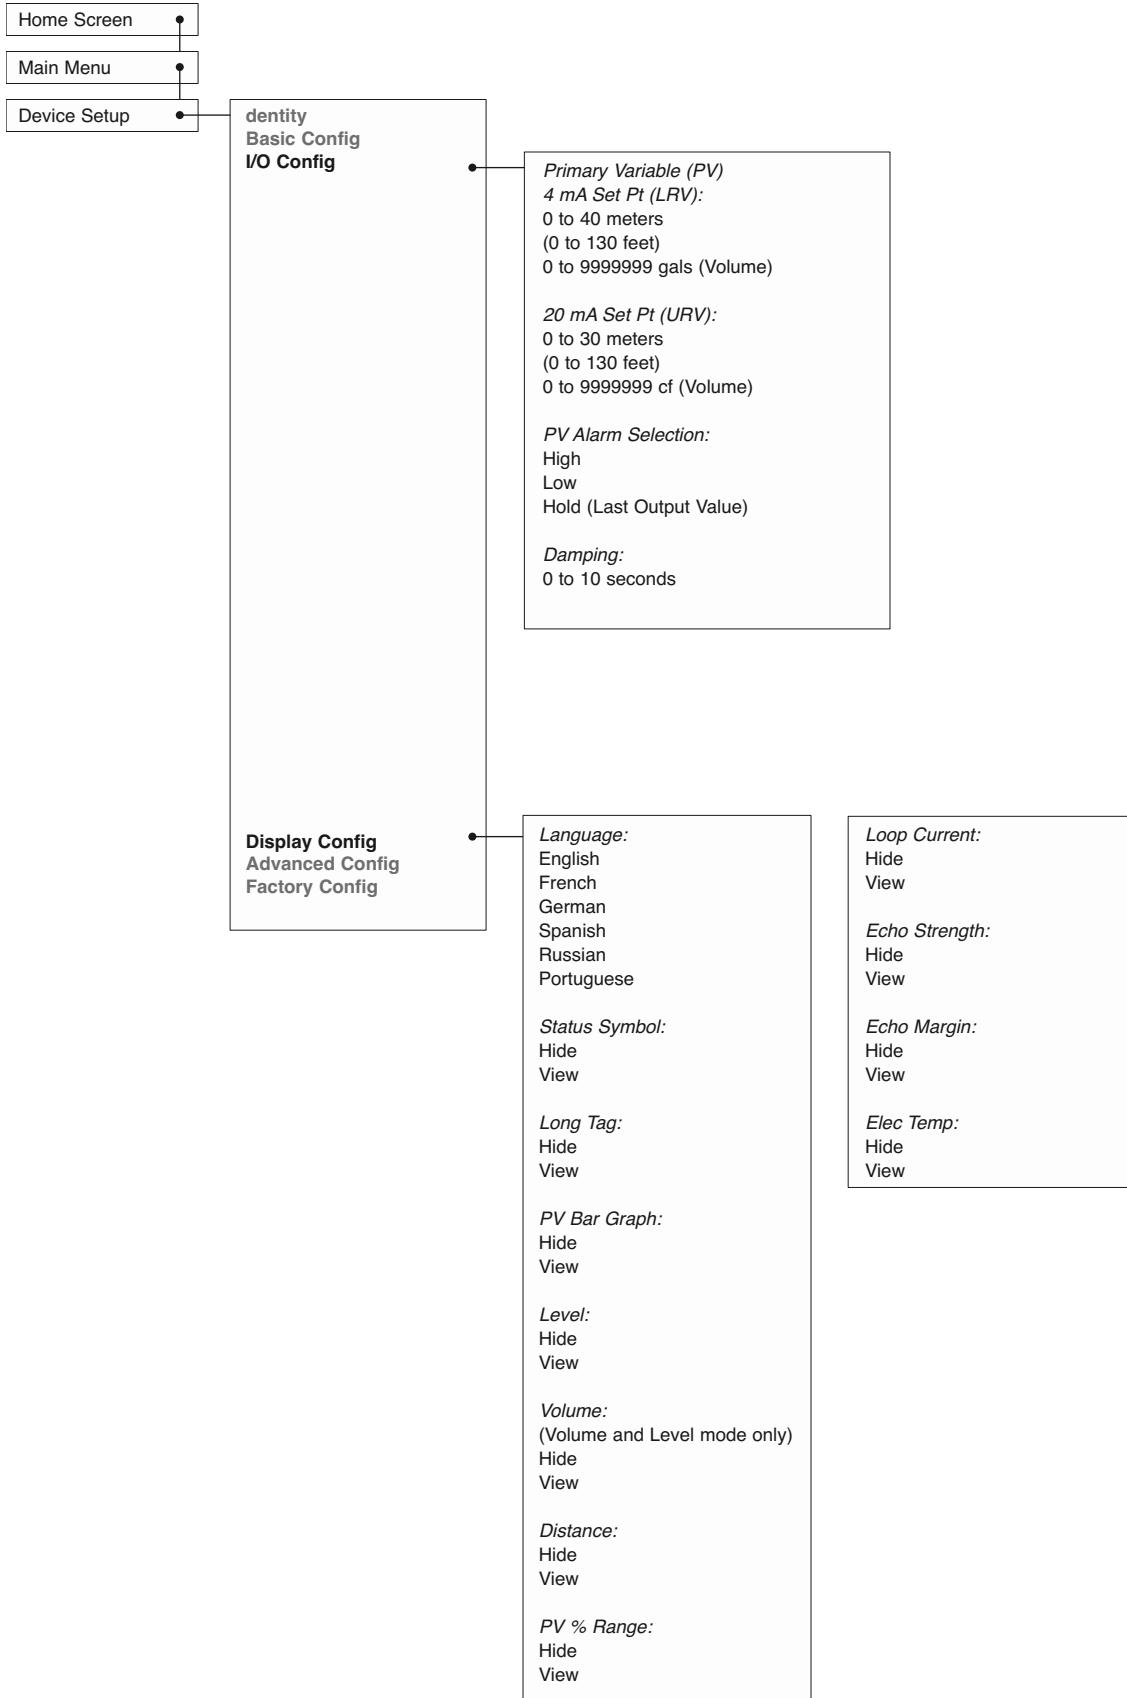 Home Screen
Main Menu
Device Setup
dentity
Basic Config
I/O Config
Primary Variable (PV)
4 mA Set Pt (LRV):
0 to 40 meters
(0 to 130 feet)
0 to 9999999 gals (Volume)
20 mA Set Pt (URV):
0 to 30 meters
(0 to 130 feet)
0 to 9999999 cf (Volume)
PV Alarm Selection:
High
Low
Hold (Last Output Value)
Damping:
0 to 10 seconds
Display Config
Advanced Config
Factory Config
Language:
English
French
German
Spanish
Russian
Portuguese
Status Symbol:
Hide
View
Long Tag:
Hide
View
PV Bar Graph:
Hide
View
Level:
Hide
View
Volume:
(Volume and Level mode only)
Hide
View
Distance:
Hide
View
PV % Range:
Hide
View
Loop Current:
Hide
View
Echo Strength:
Hide
View
Echo Margin:
Hide
View
Elec Temp:
Hide
View